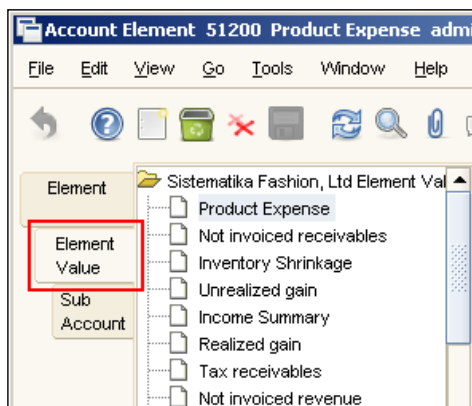 Account Element 51200 Product Expense admi
File Edit View Go Tools Window Help
Element
Element
Value
Sub
Account
Sistematika Fashion, Ltd Element Val
Product Expense
Not invoiced receivables
Inventory Shrinkage
Unrealized gain
Income Summary
Realized gain
Tax receivables
Not invoiced revenue